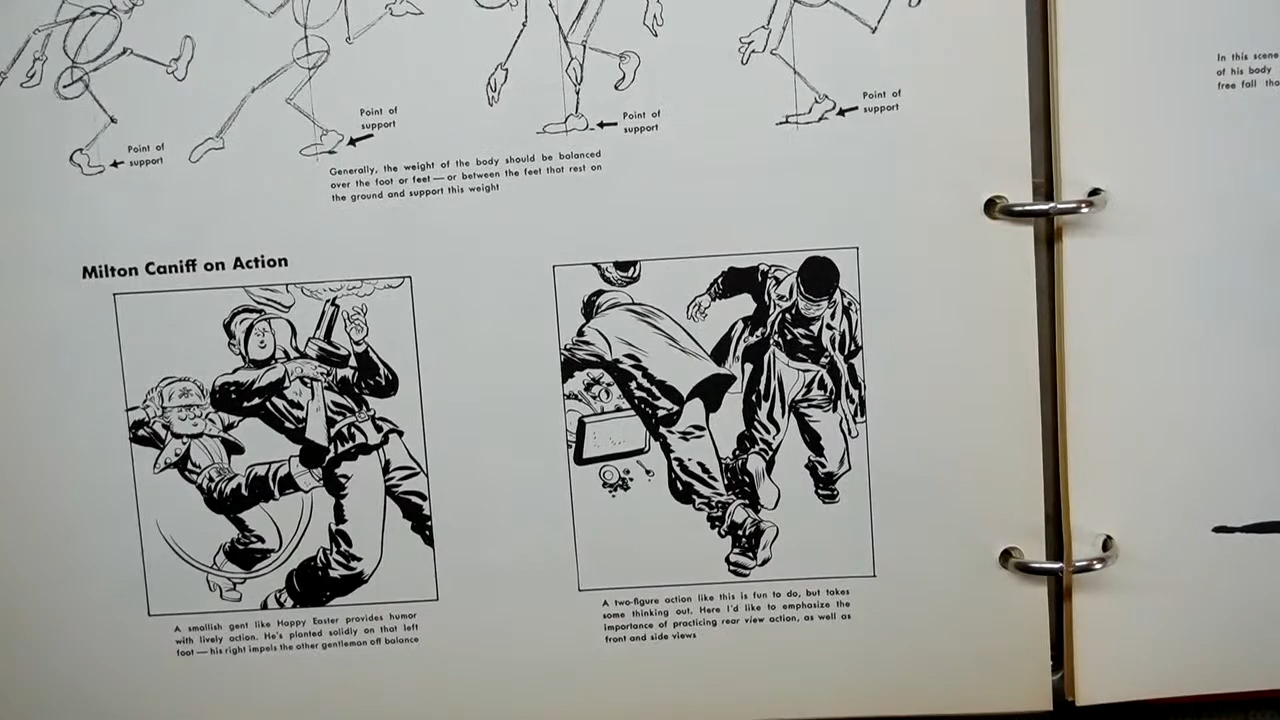 Point of
support
Point of
support
Point of
support
Point of
support
Generally, the weight of the body should be balanced
over the foot or feet — or between the feet that rest on
the ground and support this weight
Milton Caniff on Action
A smallish gent like Happy Easter provides humor
with lively action. He's planted solidly on that left
foot — his right impels the other gentleman off balance
A two-figure action like this is fun to do, but takes
some thinking out. Here I'd like to emphasize the
importance of practicing rear view action, as well as
front and side views
In this scene
of his body
free fall tho